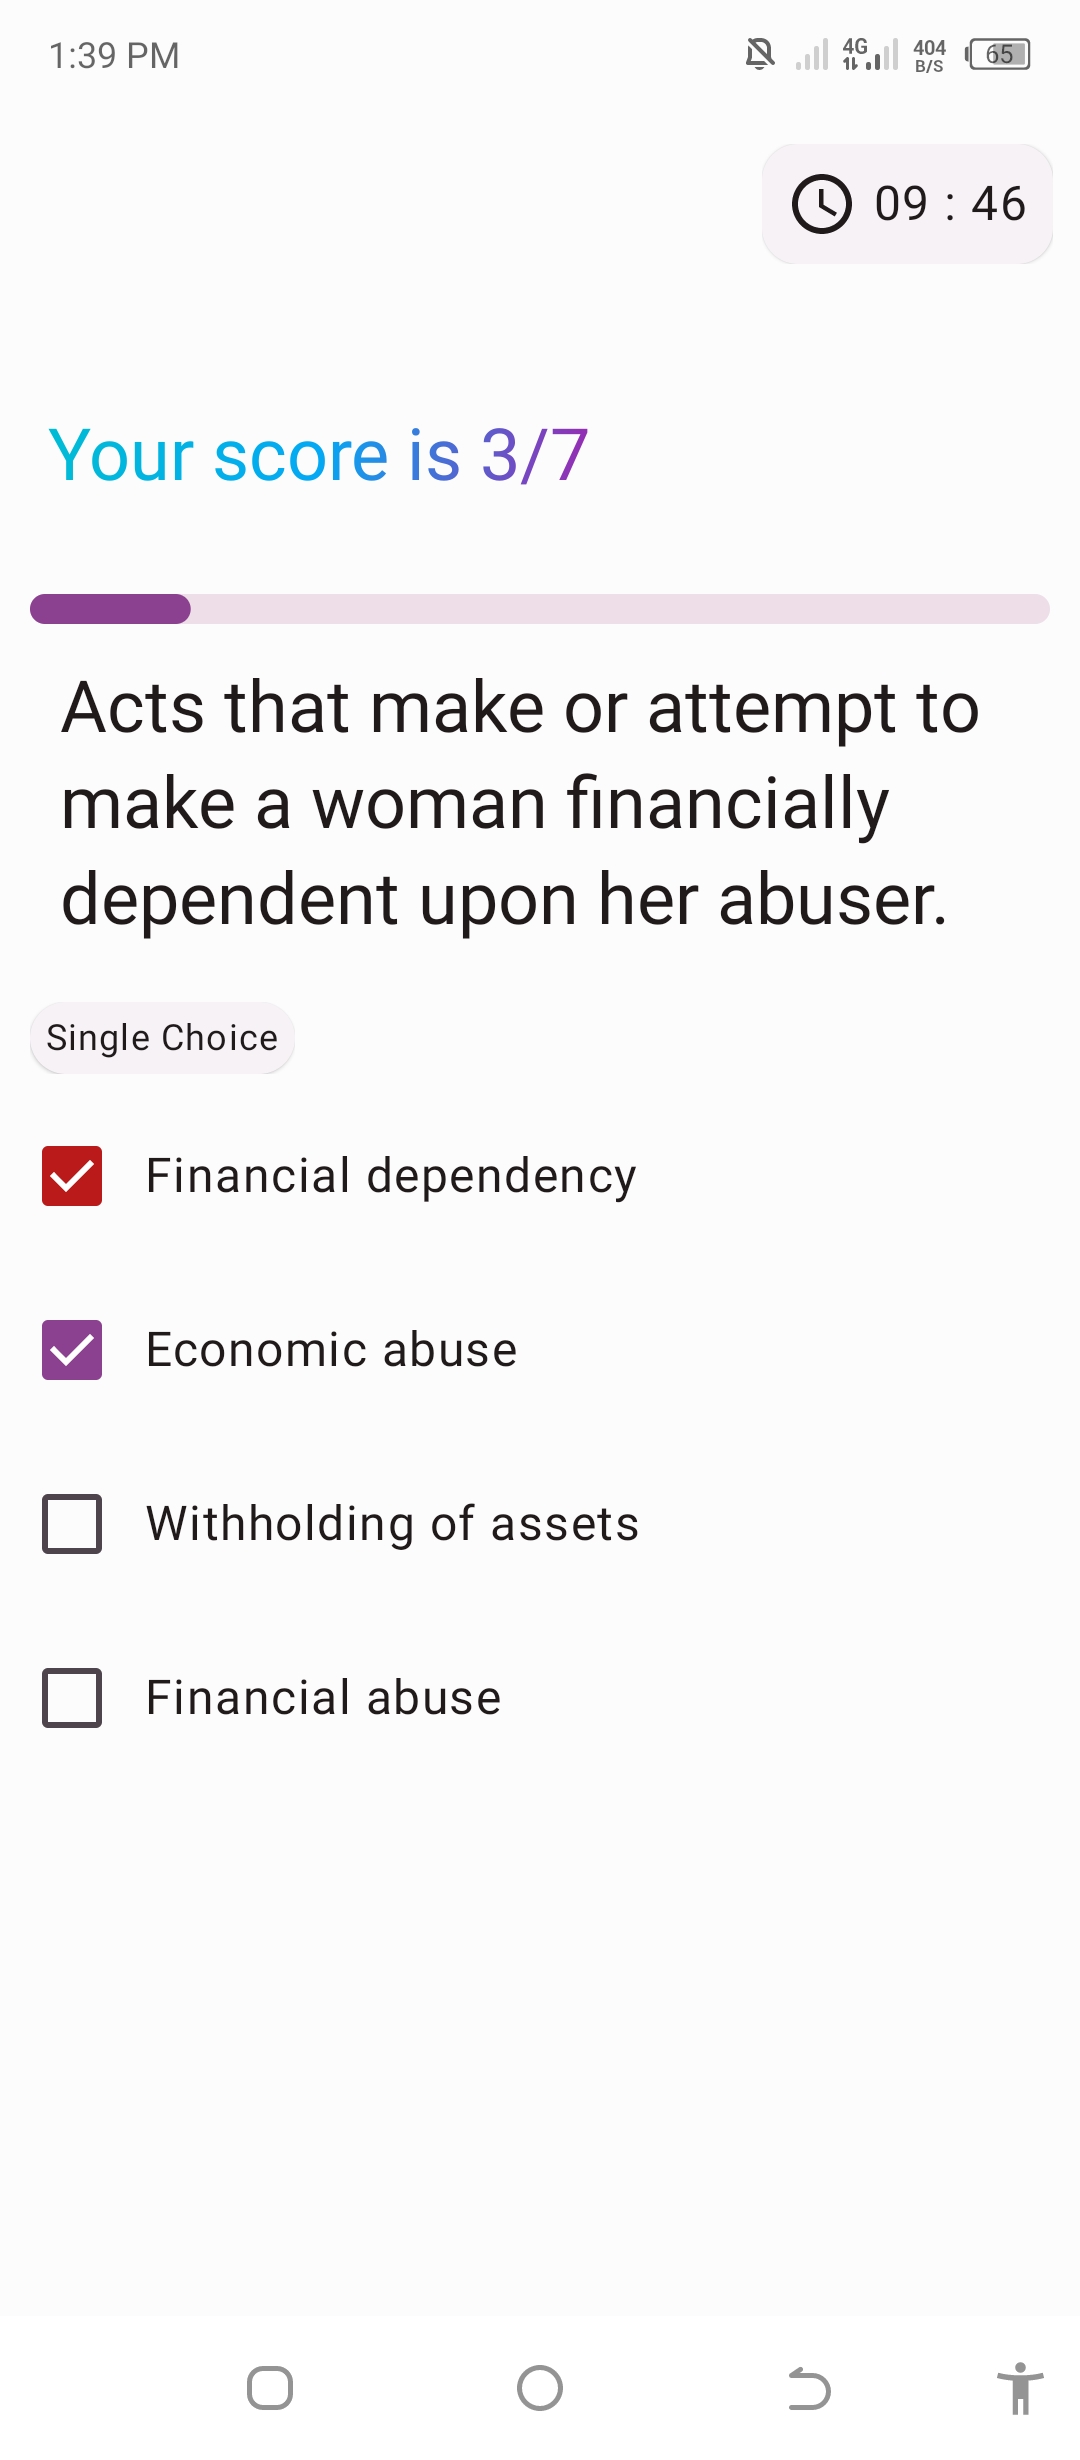 1:39 PM 4G 404 B/S 65
09 : 46
Your score is 3/7
Acts that make or attempt to
make a woman financially
dependent upon her abuser.
Single Choice
Financial dependency
Economic abuse
Withholding of assets
Financial abuse